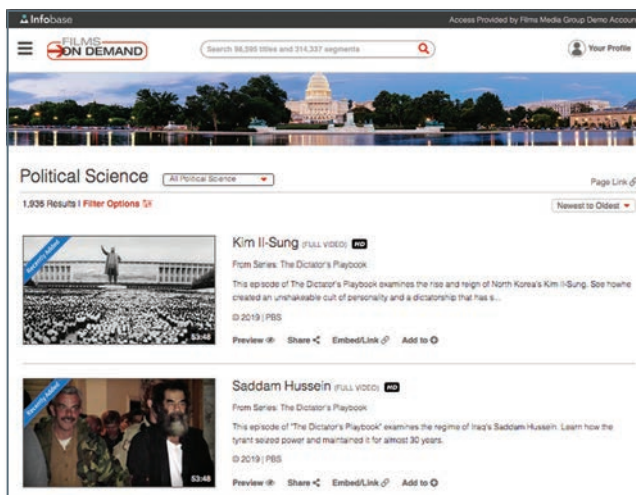 Infobase
Access Provided by Films Media Group Demo Account
FILMS
ON DEMAND
Search 98,595 titles and 314,337 segments
Your Profile
Political Science All Political Science Page Link
1,936 Results | Filter Options Newest to Oldest
Recently Added
53:48
Kim Il-Sung (FULL VIDEO) HD
From Series: The Dictator's Playbook
This episode of The Dictator's Playbook examines the rise and reign of North Korea's Kim Il-Sung. See howhe
created an unshakeable cult of personality and a dictatorship that has s...
© 2019 | PBS
Preview Share Embed/Link Add to
Recently Added
53:48
Saddam Hussein (FULL VIDEO) HD
From Series: The Dictator's Playbook
This episode of "The Dictator's Playbook" examines the regime of Iraq's Saddam Hussein. Learn how the
tyrant seized power and maintained it for almost 30 years.
© 2019 | PBS
Preview Share Embed/Link Add to